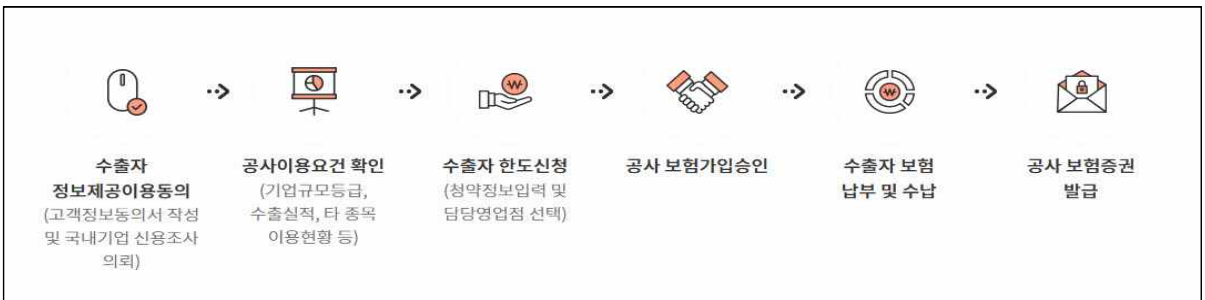 수출자
정보제공이용동의
(고객정보동의서 작성
및 국내기업 신용조사
의뢰)
공사이용요건 확인
(기업규모등급,
수출실적, 타 종목
이용현황 등)
수출자 한도신청
(청약정보입력 및
담당영업점 선택)
공사 보험가입승인
수출자 보험
납부 및 수납
공사 보험증권
발급